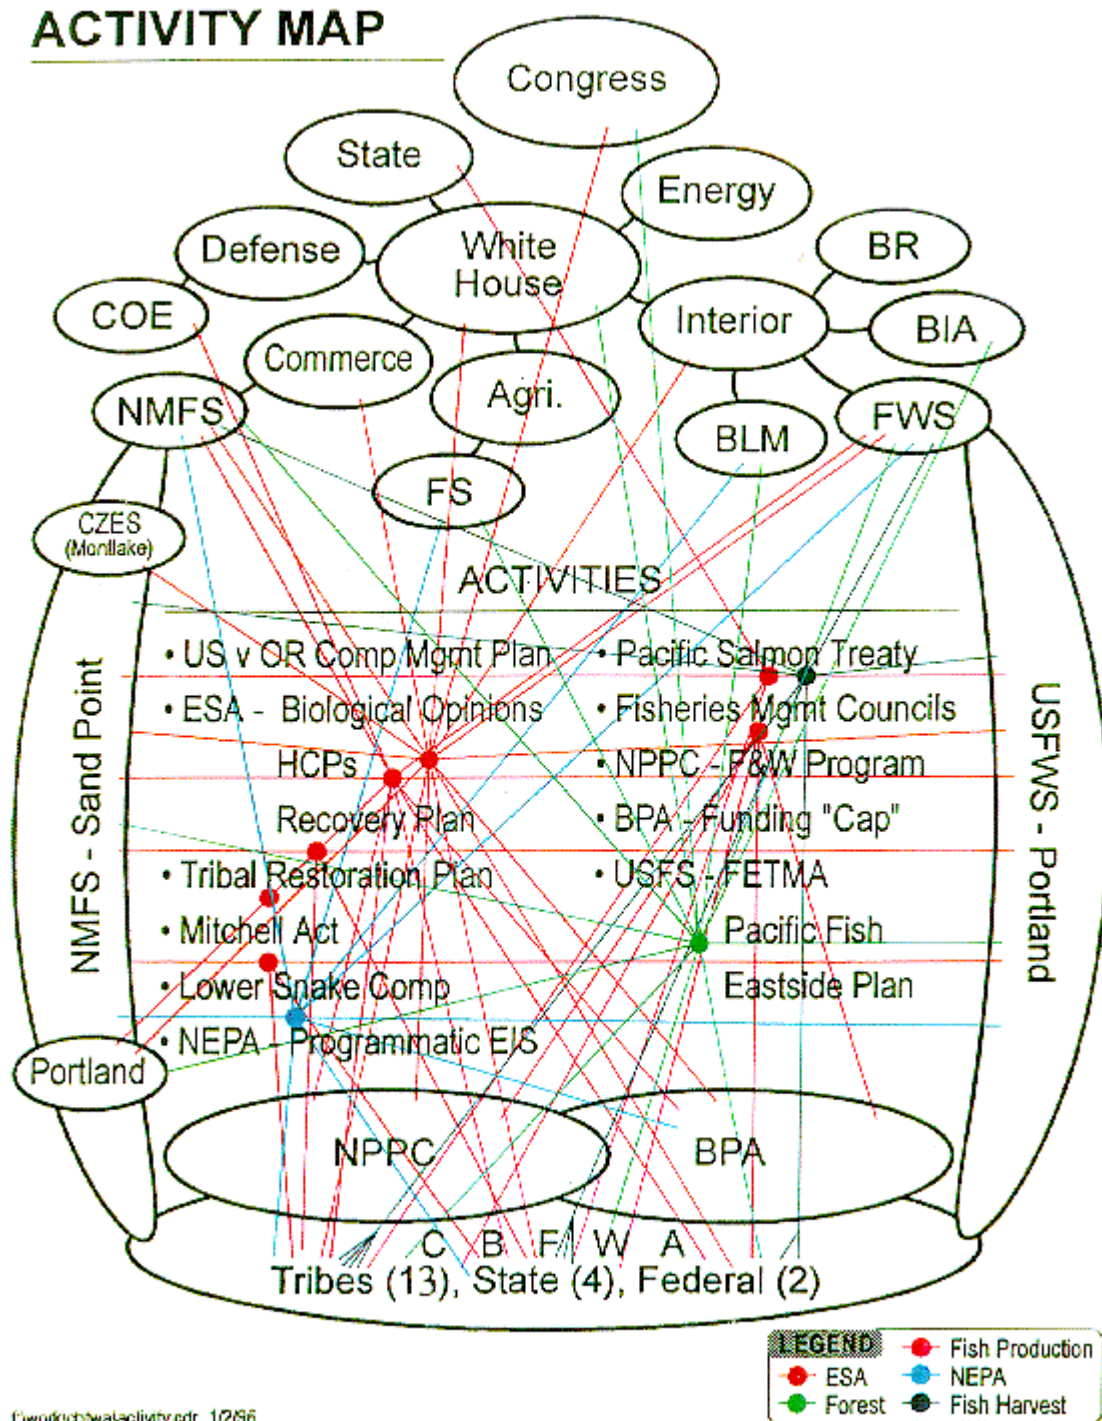 ACTIVITY MAP
Congress
State
Energy
White
House
Defense
BR
COE
Interior
BIA
Commerce
Agri.
NMFS
FWS
BLM
FS
CZES
(Montlake)
ACTIVITIES
• US v OR Comp Mgmt Plan
• ESA - Biological Opinions
HCPs
Recovery Plan
• Tribal Restoration Plan
• Mitchell Act
• Lower Snake Comp
• NEPA - Programmatic EIS
• Pacific Salmon Treaty
• Fisheries Mgmt Councils
• NPPC - F&W Program
• BPA - Funding "Cap"
• USFS - FETMA
Pacific Fish
Eastside Plan
NMFS - Sand Point
USFWS - Portland
Portland
NPPC
BPA
C B F W A
Tribes (13), State (4), Federal (2)
LEGEND
Fish Production
ESA
NEPA
Forest
Fish Harvest
1/2/96